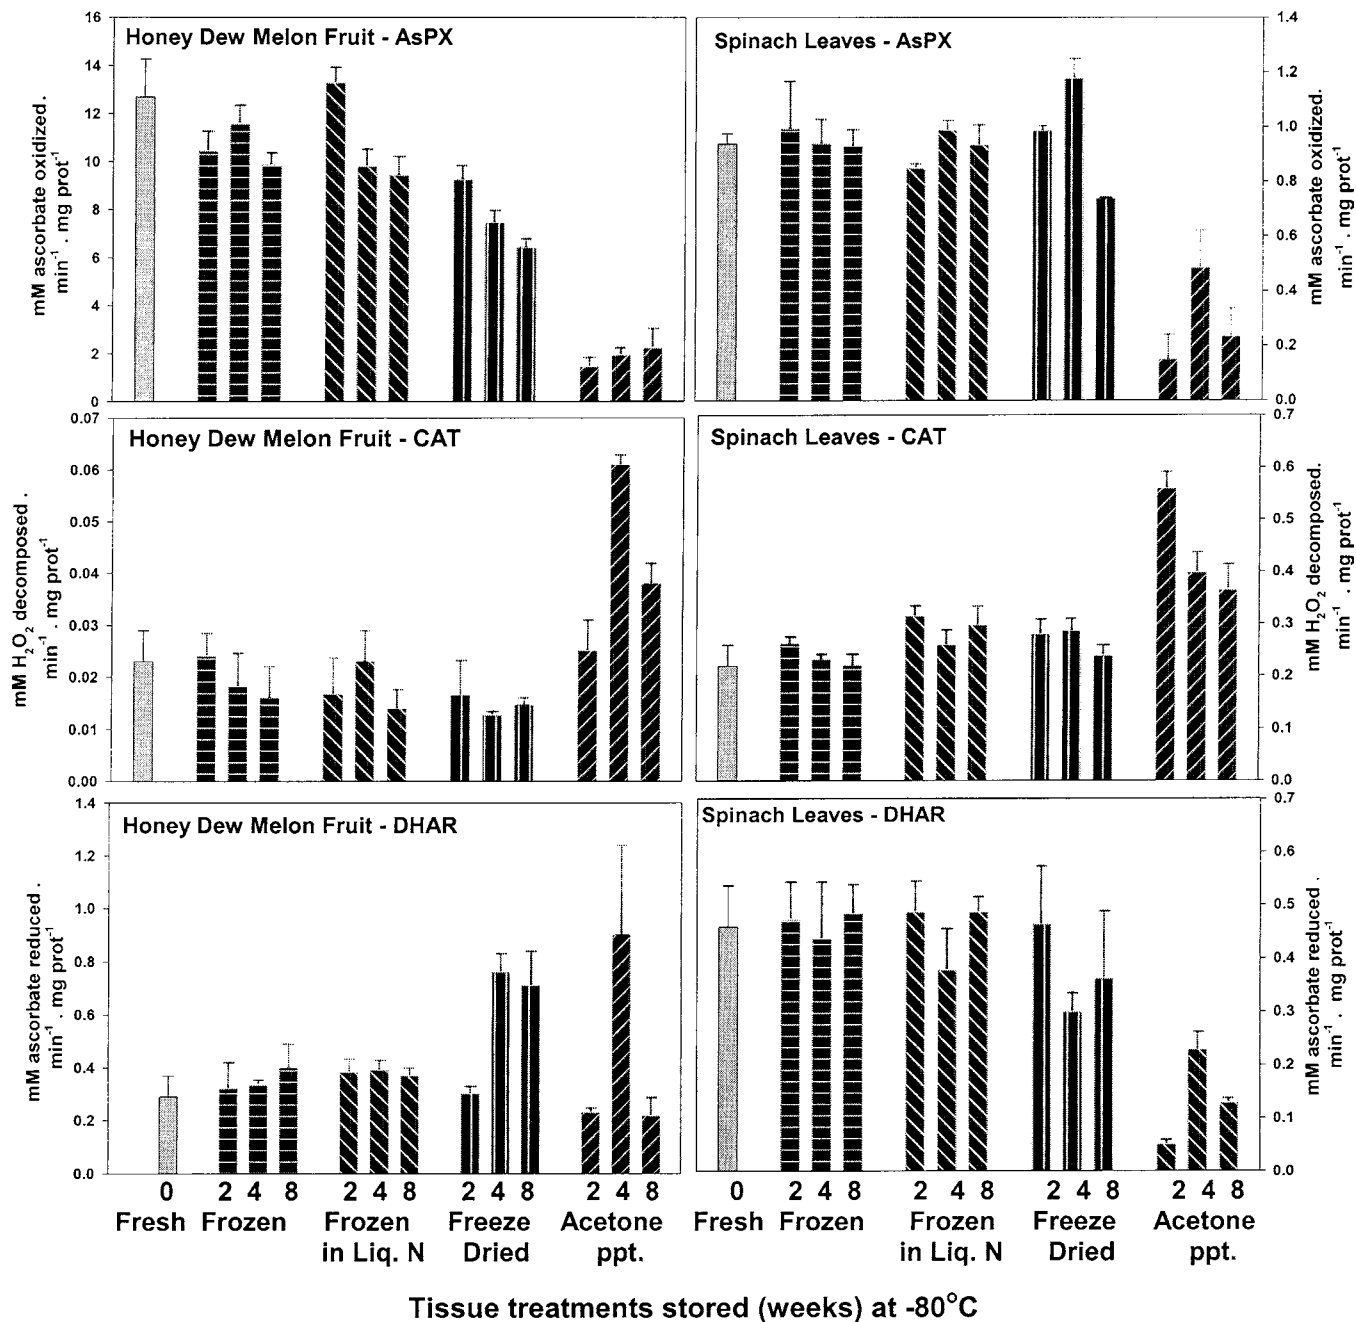 Honey Dew Melon Fruit - AsPX
mM ascorbate oxidized .
min⁻¹ . mg prot⁻¹
16
14
12
10
8
6
4
2
0
Spinach Leaves - AsPX
1.4
1.2
1.0
0.8
0.6
0.4
0.2
0.0
mM ascorbate oxidized.
min⁻¹ . mg prot⁻¹
Honey Dew Melon Fruit - CAT
mM H₂O₂ decomposed .
min⁻¹ . mg prot⁻¹
0.07
0.06
0.05
0.04
0.03
0.02
0.01
0.00
Spinach Leaves - CAT
0.7
0.6
0.5
0.4
0.3
0.2
0.1
0.0
mM H₂O₂ decomposed.
min⁻¹ . mg prot⁻¹
Honey Dew Melon Fruit - DHAR
mM ascorbate reduced .
min⁻¹ . mg prot⁻¹
1.4
1.2
1.0
0.8
0.6
0.4
0.2
0.0
Spinach Leaves - DHAR
0.7
0.6
0.5
0.4
0.3
0.2
0.1
0.0
mM ascorbate reduced .
min⁻¹ . mg prot⁻¹
0 2 4 8 2 4 8 2 4 8 2 4 8 0 2 4 8 2 4 8 2 4 8 2 4 8
Fresh Frozen Frozen Freeze Acetone Fresh Frozen Frozen Freeze Acetone
in Liq. N Dried ppt. in Liq. N Dried ppt.
Tissue treatments stored (weeks) at -80°C